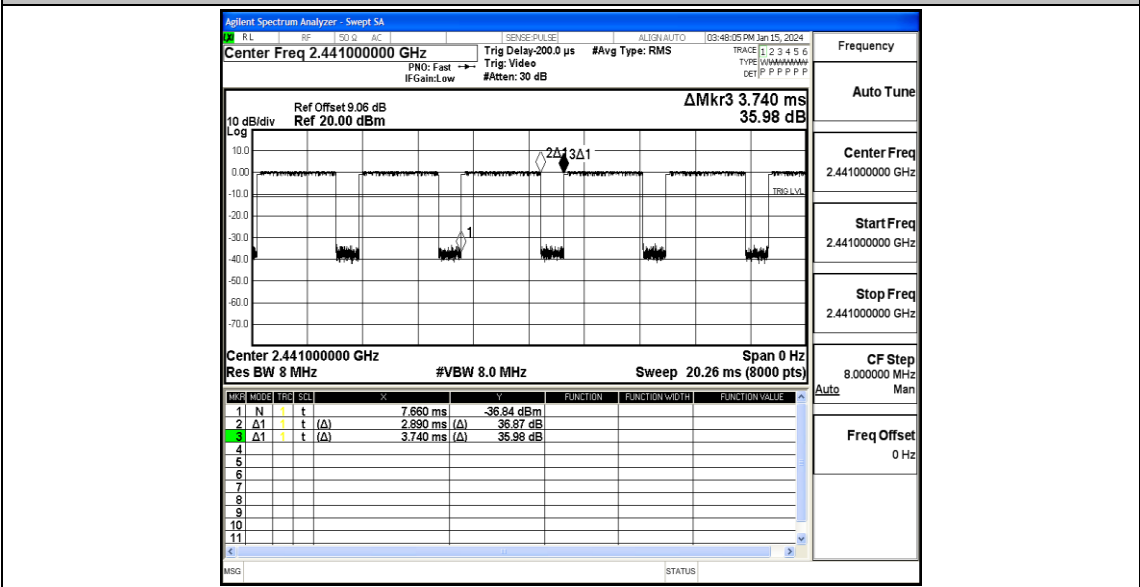 Agilent Spectrum Analyzer - Swept SA
LXI RL RF 50 Ω AC SENSE:PULSE ALIGNAUTO 03:48:05 PM Jan 15, 2024
Center Freq 2.441000000 GHz
PNO: Fast
IFGain:Low
Trig Delay-200.0 µs
Trig: Video
#Atten: 30 dB
#Avg Type: RMS
TRACE 1 2 3 4 5 6
TYPE WWWWWW
DET P P P P P P
Ref Offset 9.06 dB
10 dB/div Ref 20.00 dBm
ΔMkr3 3.740 ms
35.98 dB
Log
10.0
0.00
-10.0
-20.0
-30.0
-40.0
-50.0
-60.0
-70.0
2Δ1
3Δ1
TRIG LVL
1
Center 2.441000000 GHz Span 0 Hz
Res BW 8 MHz #VBW 8.0 MHz Sweep 20.26 ms (8000 pts)
MKR MODE TRC SCL X Y FUNCTION FUNCTION WIDTH FUNCTION VALUE
1 N 1 t 7.660 ms -36.84 dBm
2 Δ1 1 t (Δ) 2.890 ms (Δ) 36.87 dB
3 Δ1 1 t (Δ) 3.740 ms (Δ) 35.98 dB
4
5
6
7
8
9
10
11
MSG STATUS
Frequency
Auto Tune
Center Freq
2.441000000 GHz
Start Freq
2.441000000 GHz
Stop Freq
2.441000000 GHz
CF Step
8.000000 MHz
Auto Man
Freq Offset
0 Hz